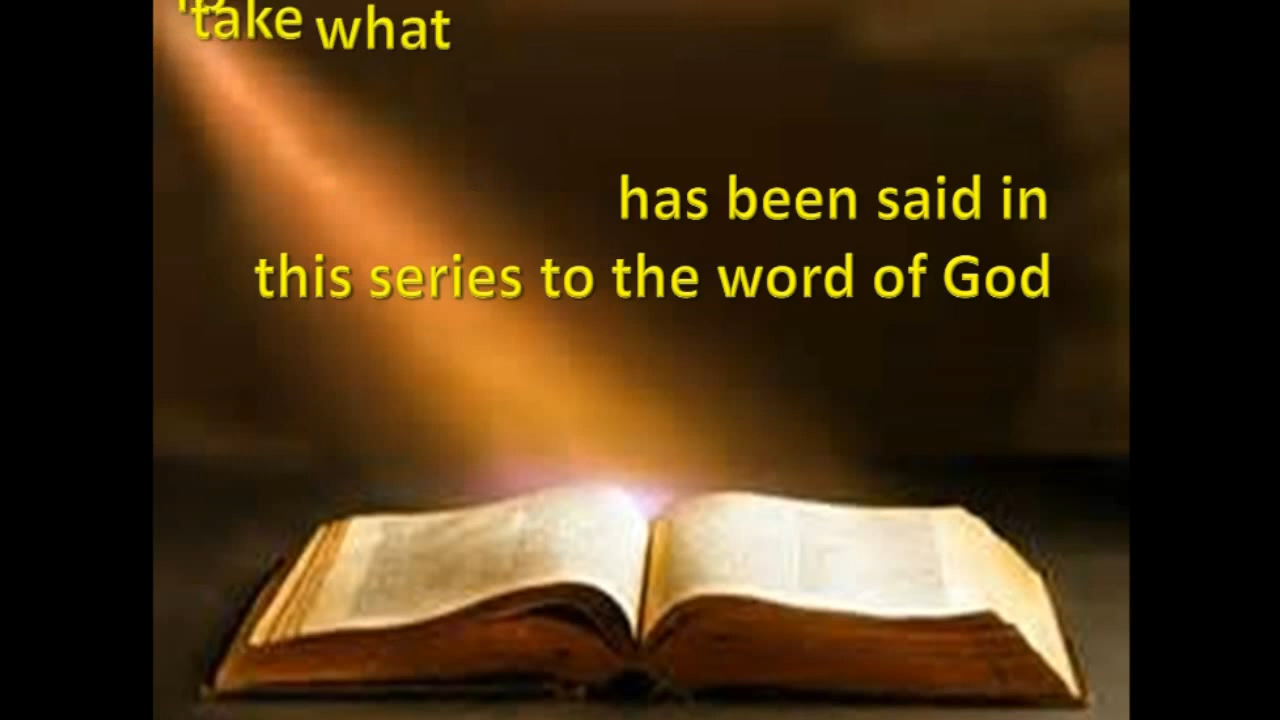 take what
has been said in
this series to the word of God